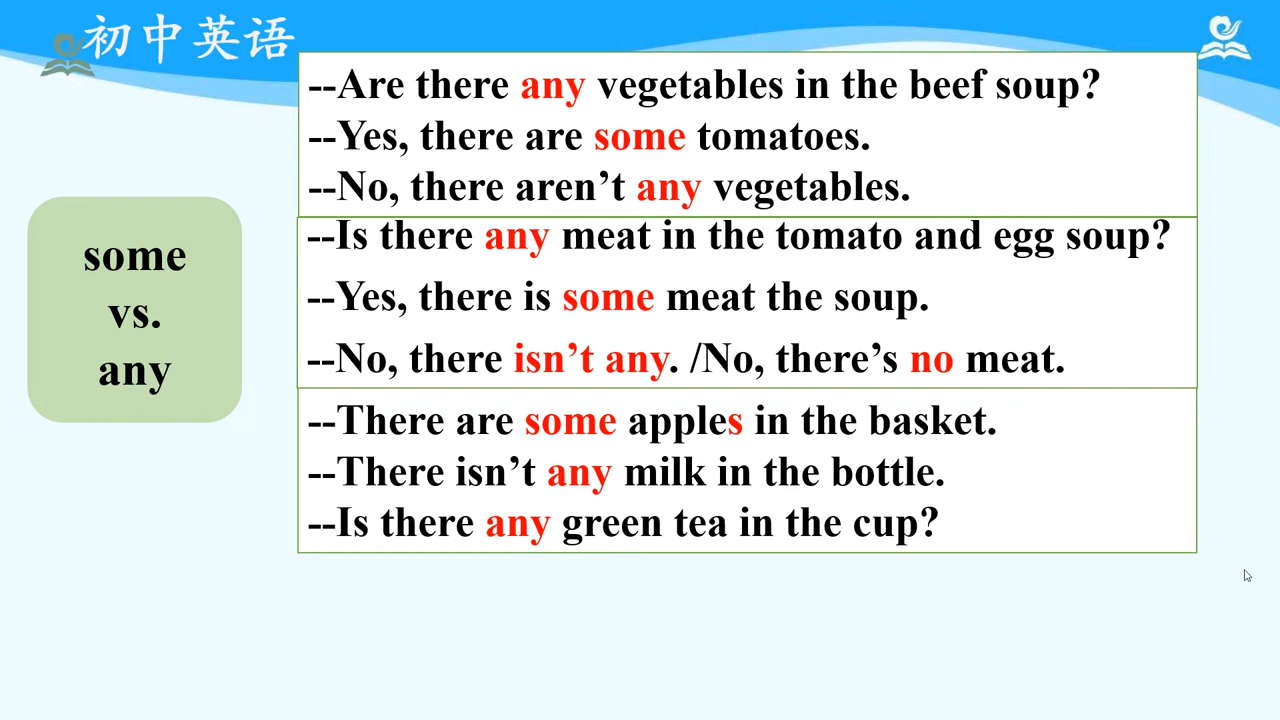 初中英语
--Are there any vegetables in the beef soup?
--Yes, there are some tomatoes.
--No, there aren’t any vegetables.
some
vs.
any
--Is there any meat in the tomato and egg soup?
--Yes, there is some meat the soup.
--No, there isn’t any. /No, there’s no meat.
--There are some apples in the basket.
--There isn’t any milk in the bottle.
--Is there any green tea in the cup?